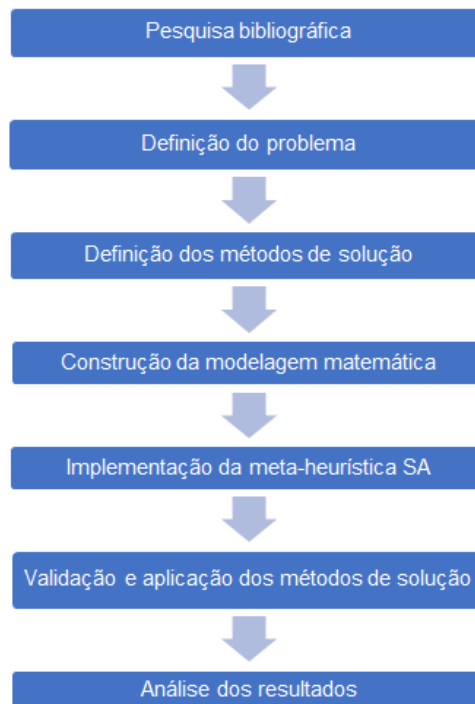 Pesquisa bibliográfica
Definição do problema
Definição dos métodos de solução
Construção da modelagem matemática
Implementação da meta-heurística SA
Validação e aplicação dos métodos de solução
Análise dos resultados